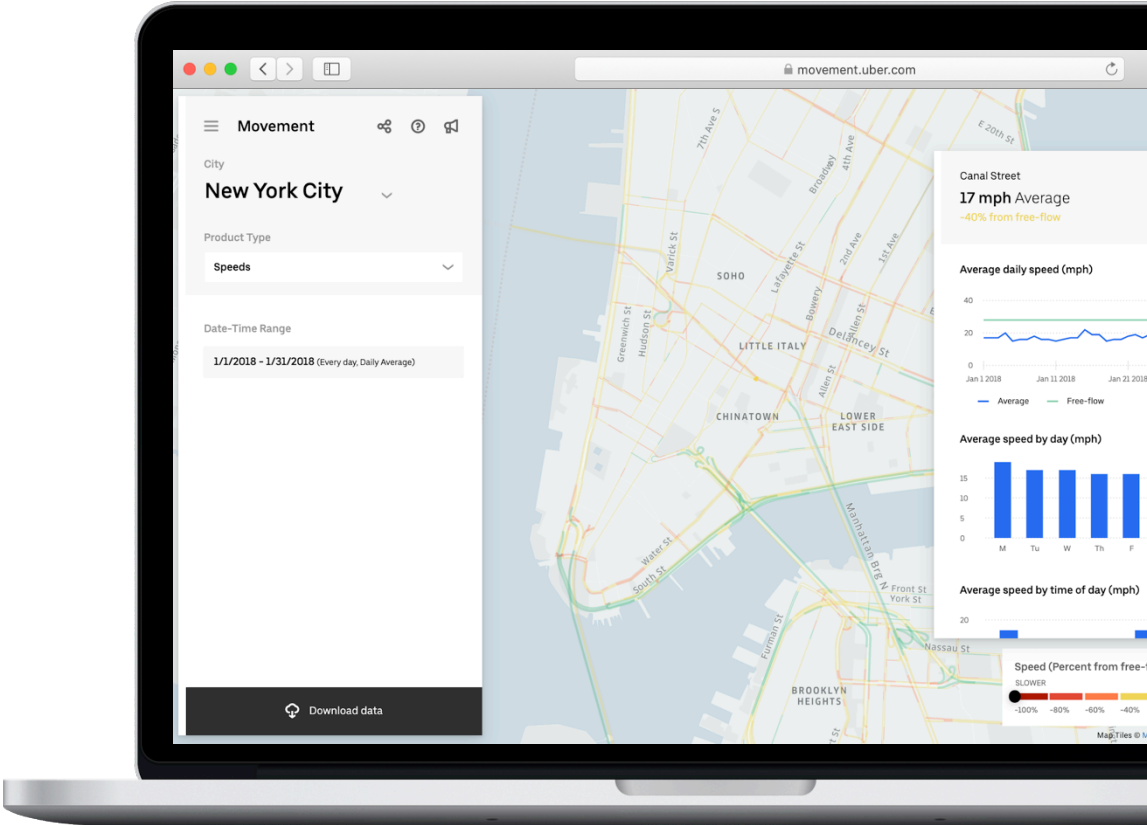 movement.uber.com
Movement
City
New York City
Product Type
Speeds
Date-Time Range
1/1/2018 - 1/31/2018 (Every day, Daily Average)
Download data
7th Ave S
Broadway
4th Ave
E 20th St
Varick St
SOHO
Lafayette St
2nd Ave
1st Ave
Bowery
Greenwich St
Hudson St
LITTLE ITALY
Delancey St
Allen St
Allen St
CHINATOWN
LOWER
EAST SIDE
Water St
South St
Manhattan Brg N
Front St
York St
Furman St
Nassau St
BROOKLYN
HEIGHTS
Canal Street
17 mph Average
-40% from free-flow
Average daily speed (mph)
40
20
0
Jan 1 2018
Jan 11 2018
Jan 21 2018
Average
Free-flow
Average speed by day (mph)
15
10
5
0
M
Tu
W
Th
F
Average speed by time of day (mph)
20
Speed (Percent from free-
SLOWER
-100%
-80%
-60%
-40%
Map Tiles © M